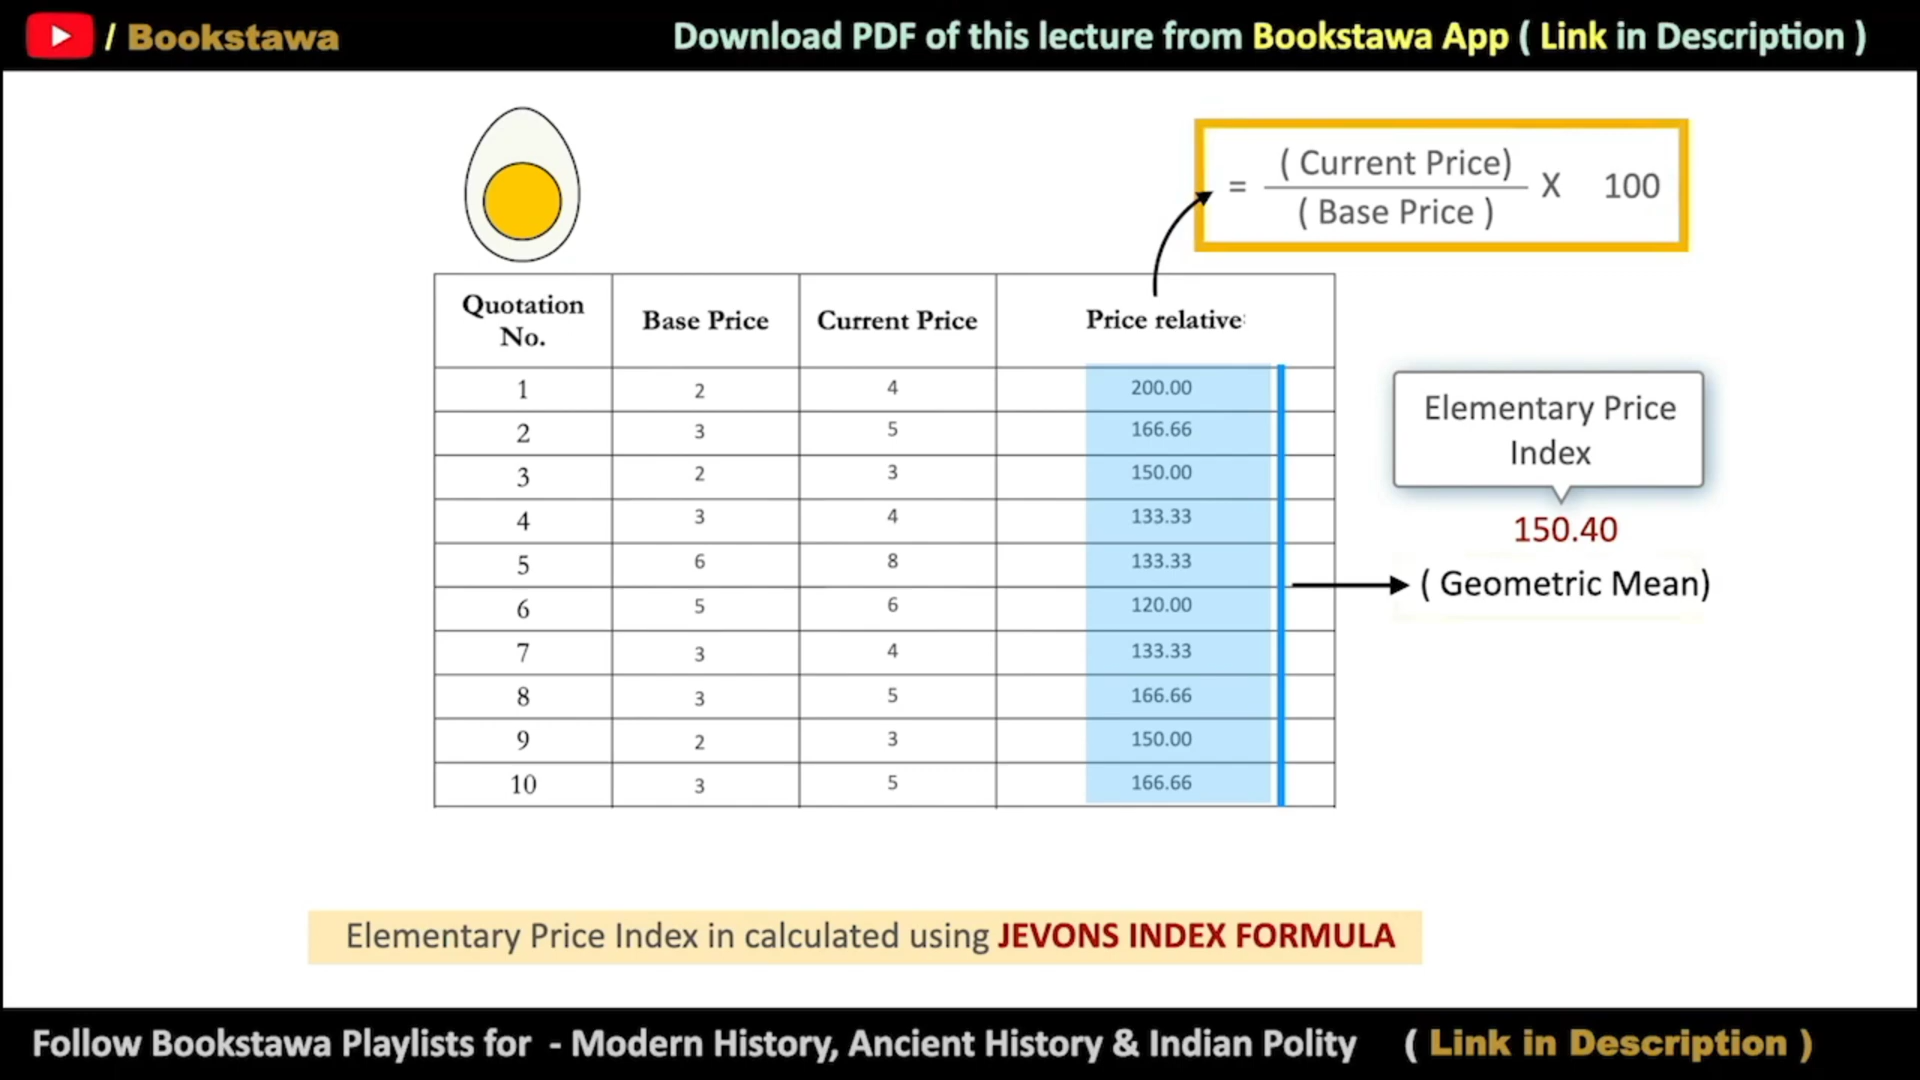 / Bookstawa
Download PDF of this lecture from Bookstawa App ( Link in Description )
= ( Current Price) / ( Base Price ) X 100
Quotation No. Base Price Current Price Price relative
1 2 4 200.00
2 3 5 166.66
3 2 3 150.00
4 3 4 133.33
5 6 8 133.33
6 5 6 120.00
7 3 4 133.33
8 3 5 166.66
9 2 3 150.00
10 3 5 166.66
Elementary Price
Index
150.40
( Geometric Mean)
Elementary Price Index in calculated using JEVONS INDEX FORMULA
Follow Bookstawa Playlists for - Modern History, Ancient History & Indian Polity ( Link in Description )